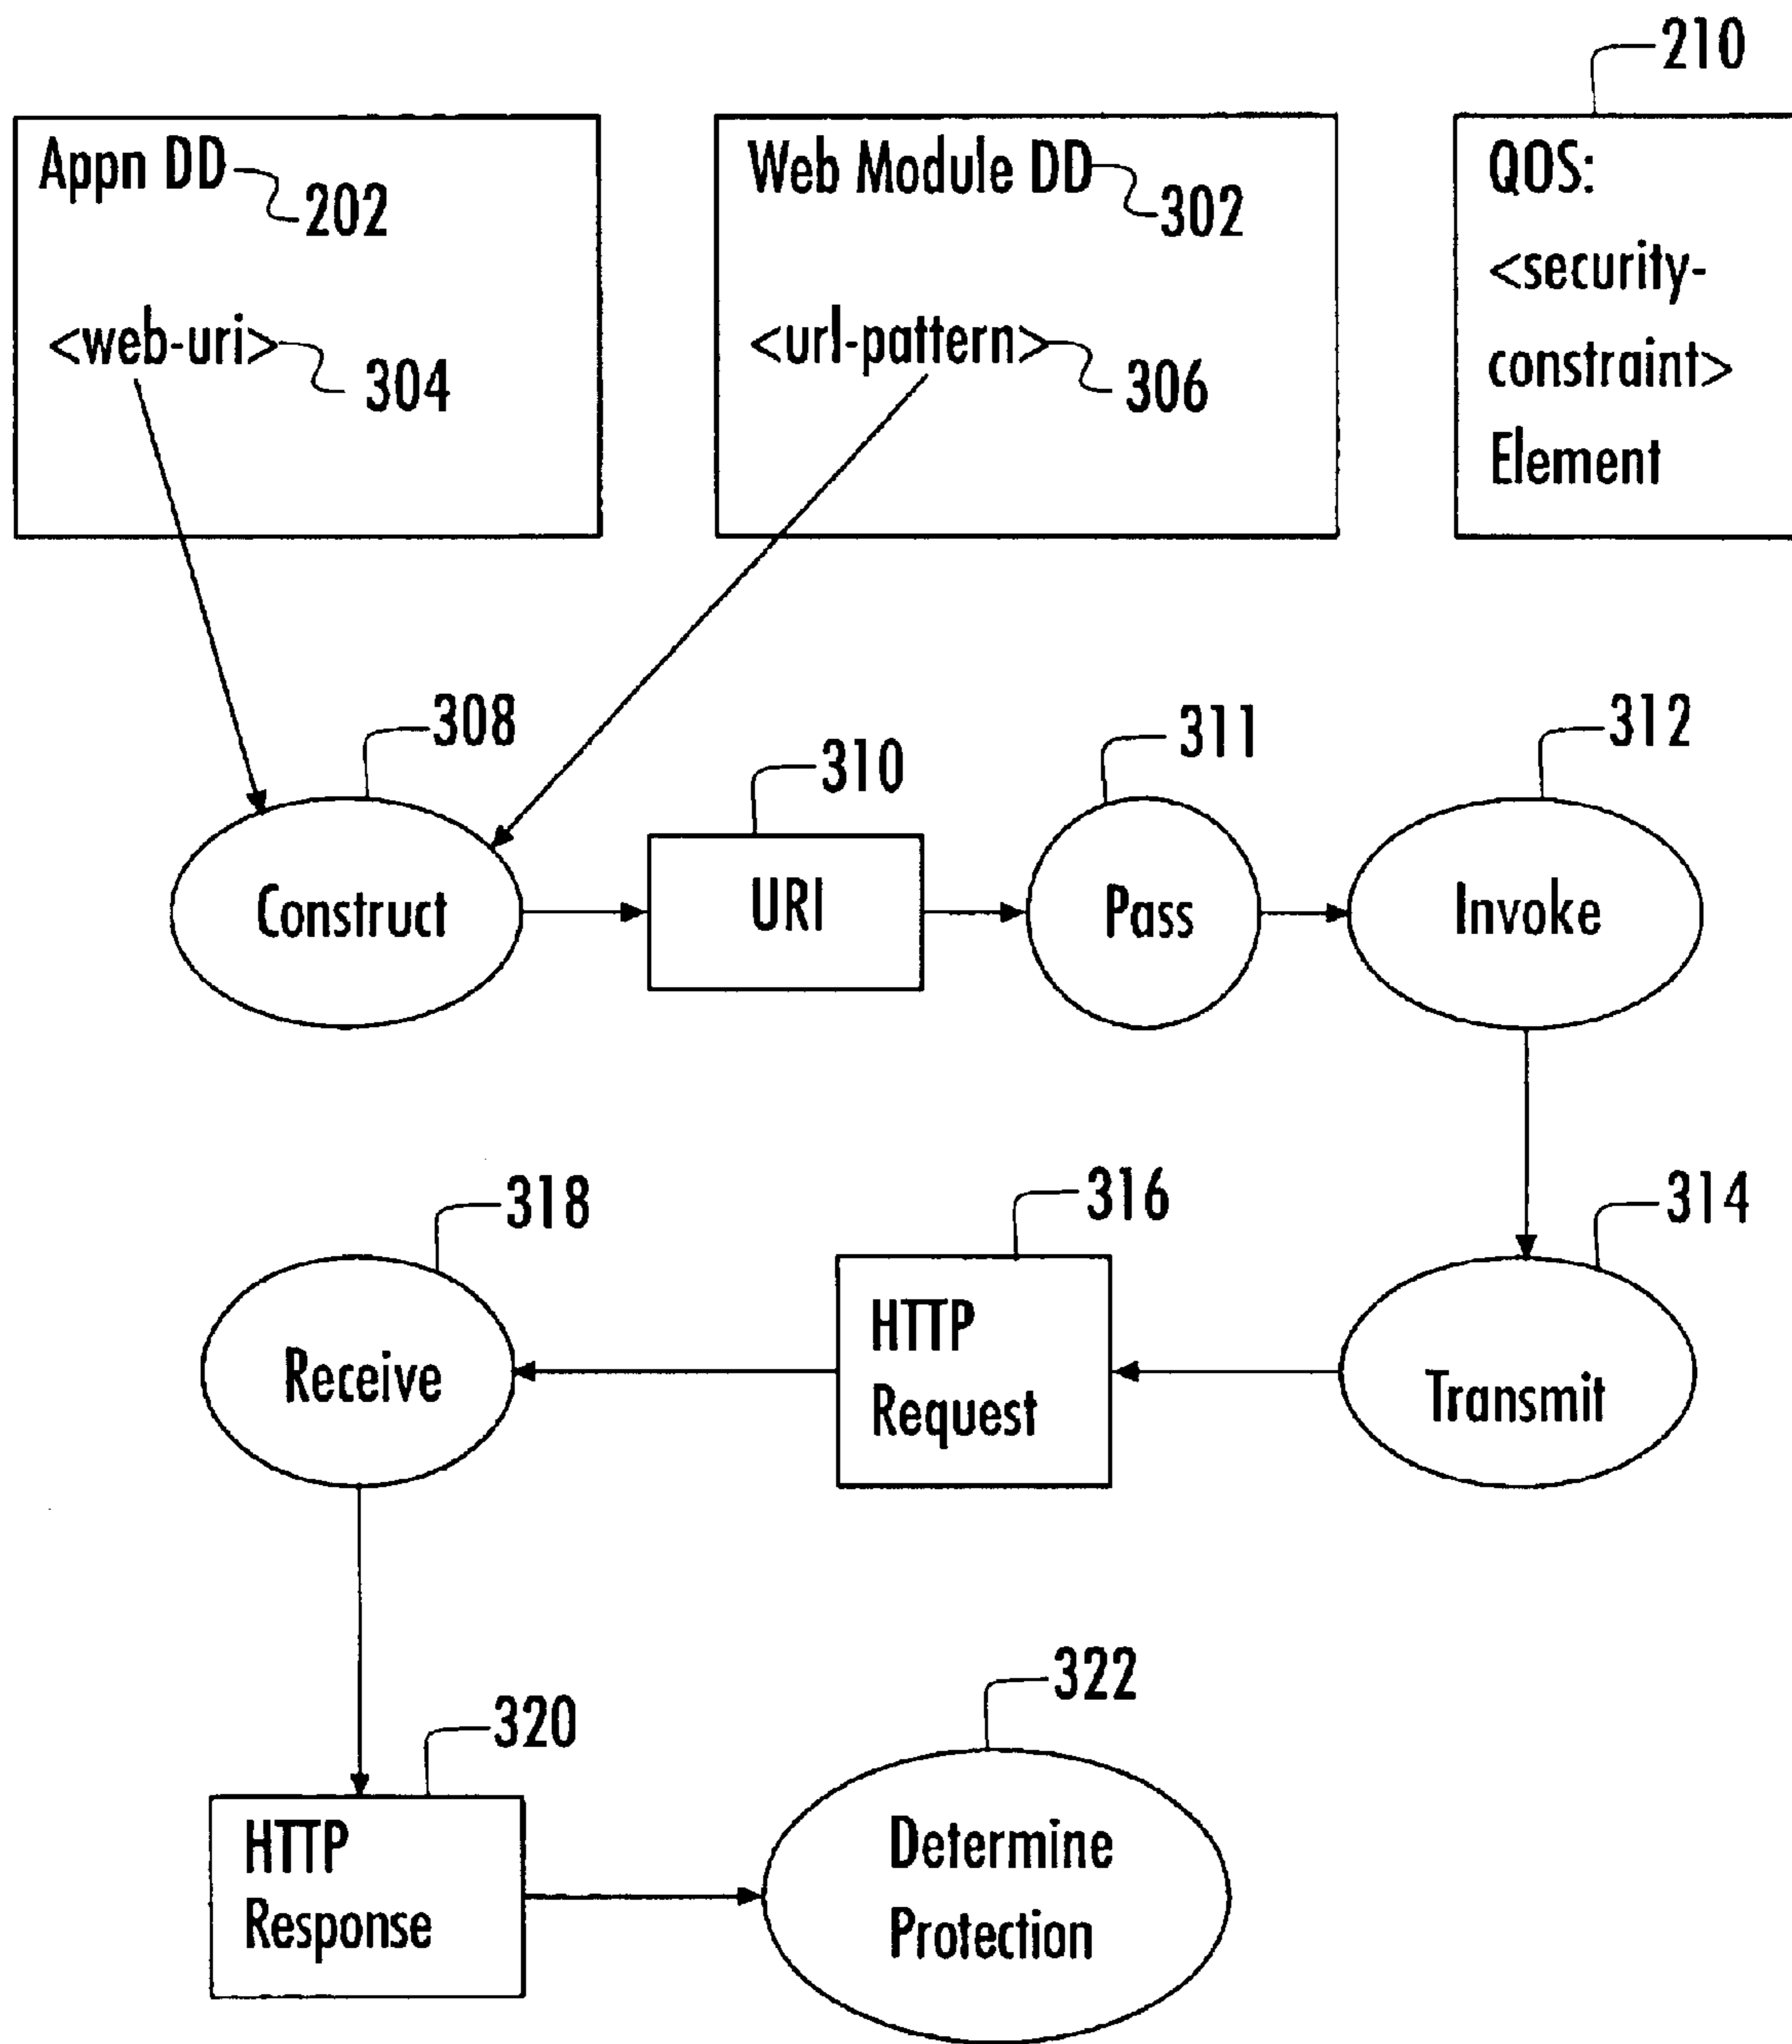 210
Appn DD
202
<web-uri>
304
Web Module DD
302
<url-pattern>
306
QOS:
<security-
constraint>
Element
308
Construct
310
URI
311
Pass
312
Invoke
314
Transmit
316
HTTP
Request
318
Receive
320
HTTP
Response
322
Determine
Protection